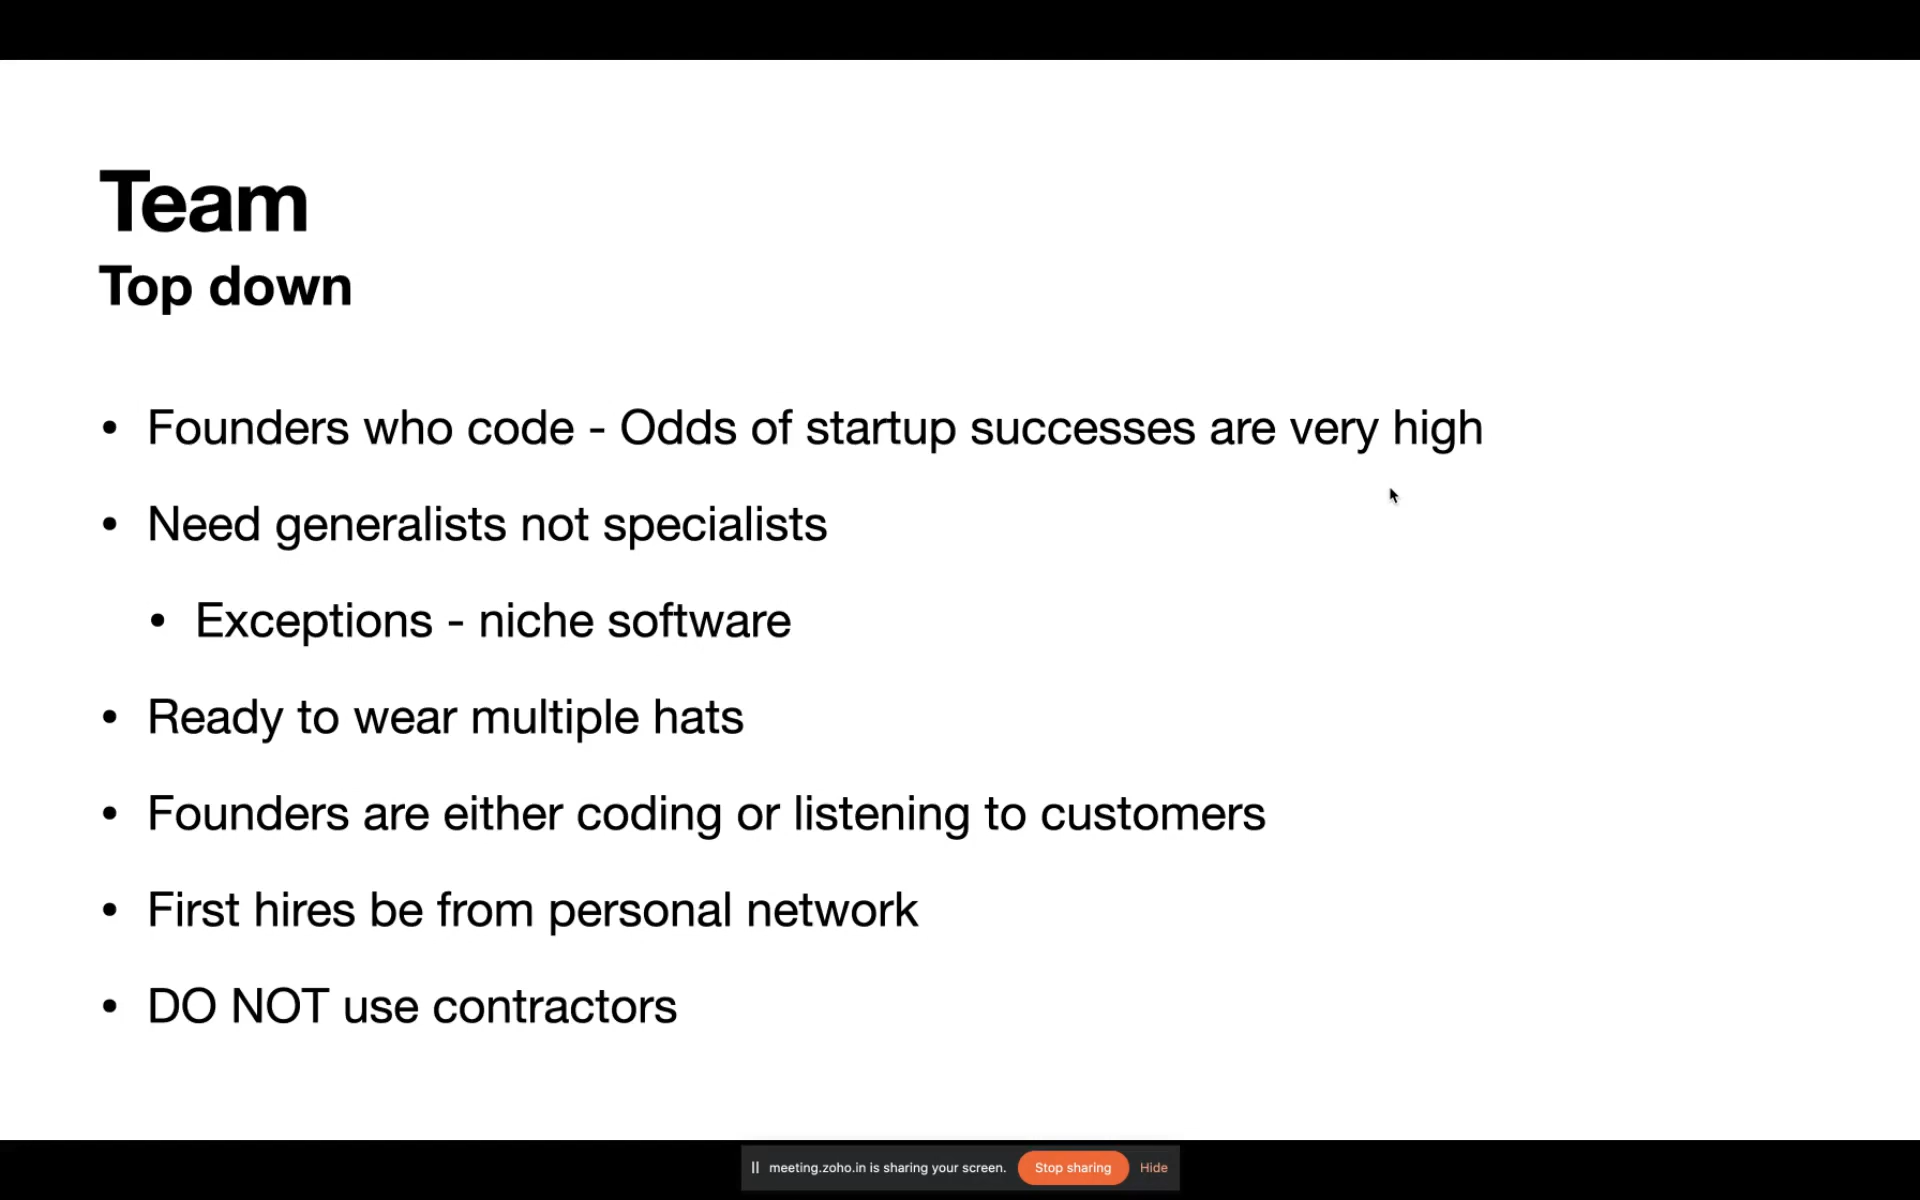 Team
Top down
• Founders who code - Odds of startup successes are very high
• Need generalists not specialists
• Exceptions - niche software
• Ready to wear multiple hats
• Founders are either coding or listening to customers
• First hires be from personal network
• DO NOT use contractors
meeting.zoho.in is sharing your screen. Stop sharing Hide